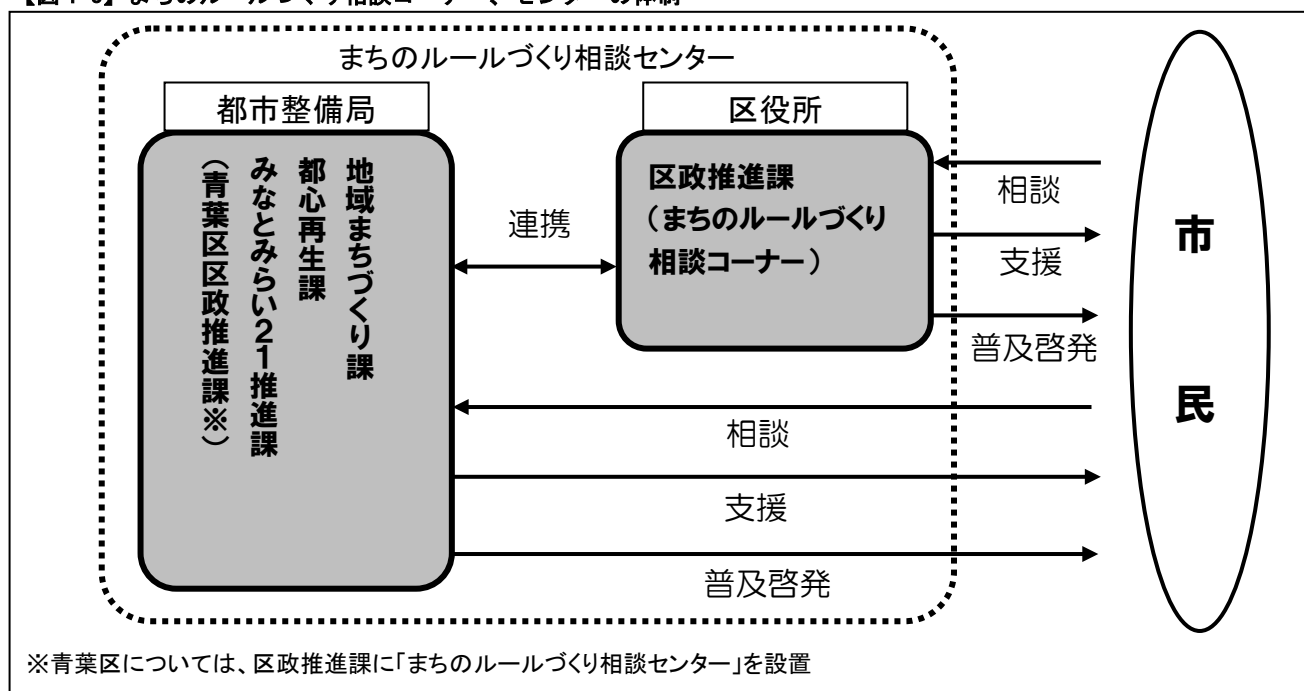 まちのルールづくり相談センター
都市整備局
地域まちづくり課
都心再生課
みなとみらい21推進課
（青葉区区政推進課※）
連携
区役所
区政推進課
（まちのルールづくり
相談コーナー）
相談
支援
普及啓発
相談
支援
普及啓発
市民
※青葉区については、区政推進課に「まちのルールづくり相談センター」を設置